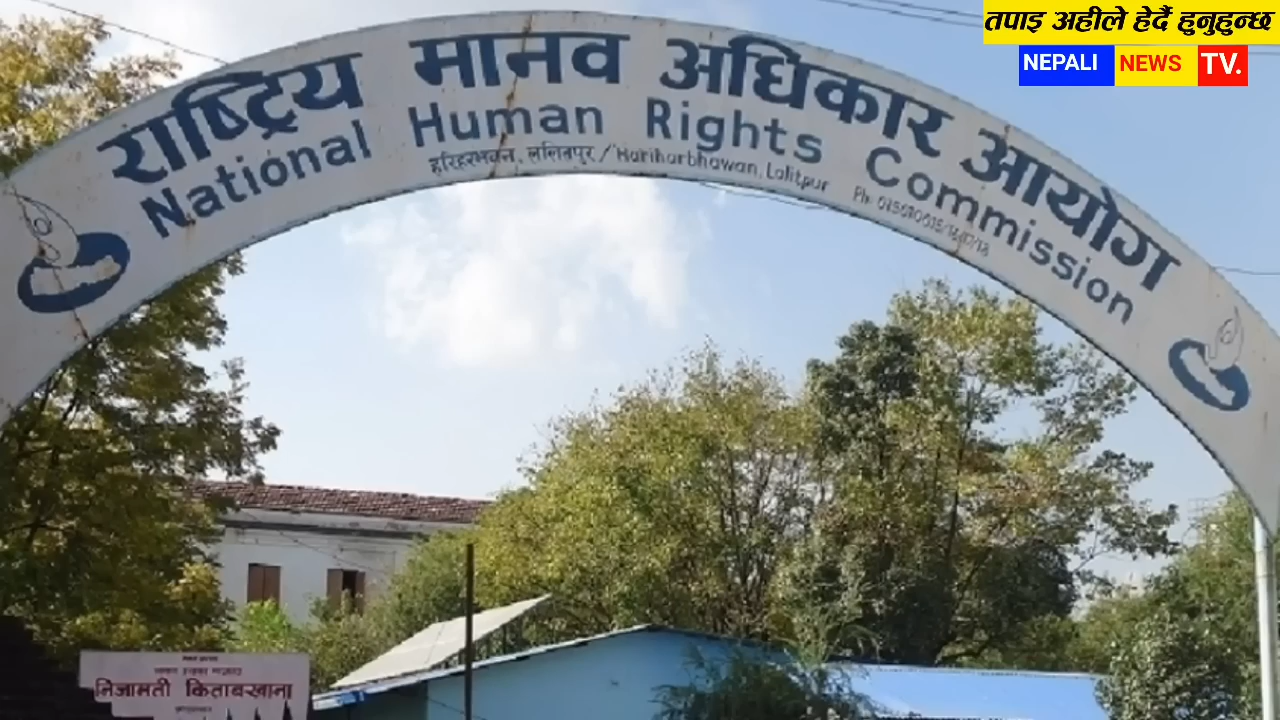 तपाइ अहीले हेर्दै हुनुहुन्छ
NEPALI NEWS TV.
राष्ट्रिय मानव अधिकार आयोग
National Human Rights Commission
हरिहरभवन, ललितपुर / Hariharbhawan, Lalitpur
निजामती किताबखाना